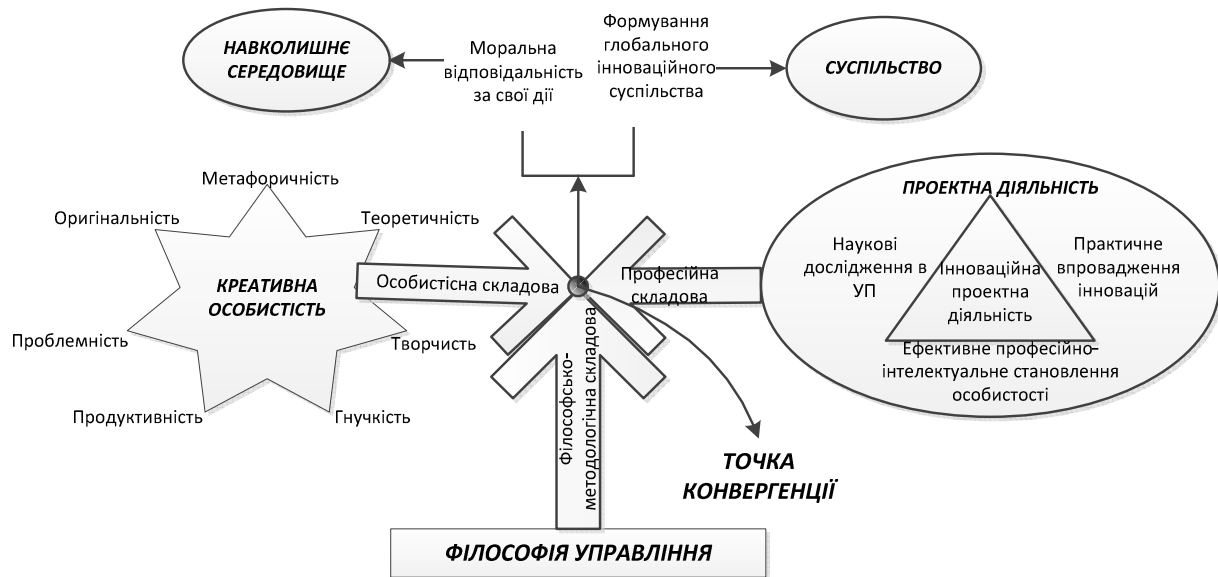 НАВКОЛИШНЄ
СЕРЕДОВИЩЕ
Моральна
відповідальність
за свої дії
Формування
глобального
інноваційного
суспільства
СУСПІЛЬСТВО
Метафоричність
Оригінальність
Теоретичність
КРЕАТИВНА
ОСОБИСТІСТЬ
Проблемність
Творчисть
Продуктивність
Гнучкість
Особистісна складова
Професійна
складова
Філософсько-
методологічна складова
ПРОЕКТНА ДІЯЛЬНІСТЬ
Наукові
дослідження в
УП
Інноваційна
проектна
діяльність
Практичне
впровадження
інновацій
Ефективне професійно–
інтелектуальне становлення
особистості
ТОЧКА
КОНВЕРГЕНЦІЇ
ФІЛОСОФІЯ УПРАВЛІННЯ